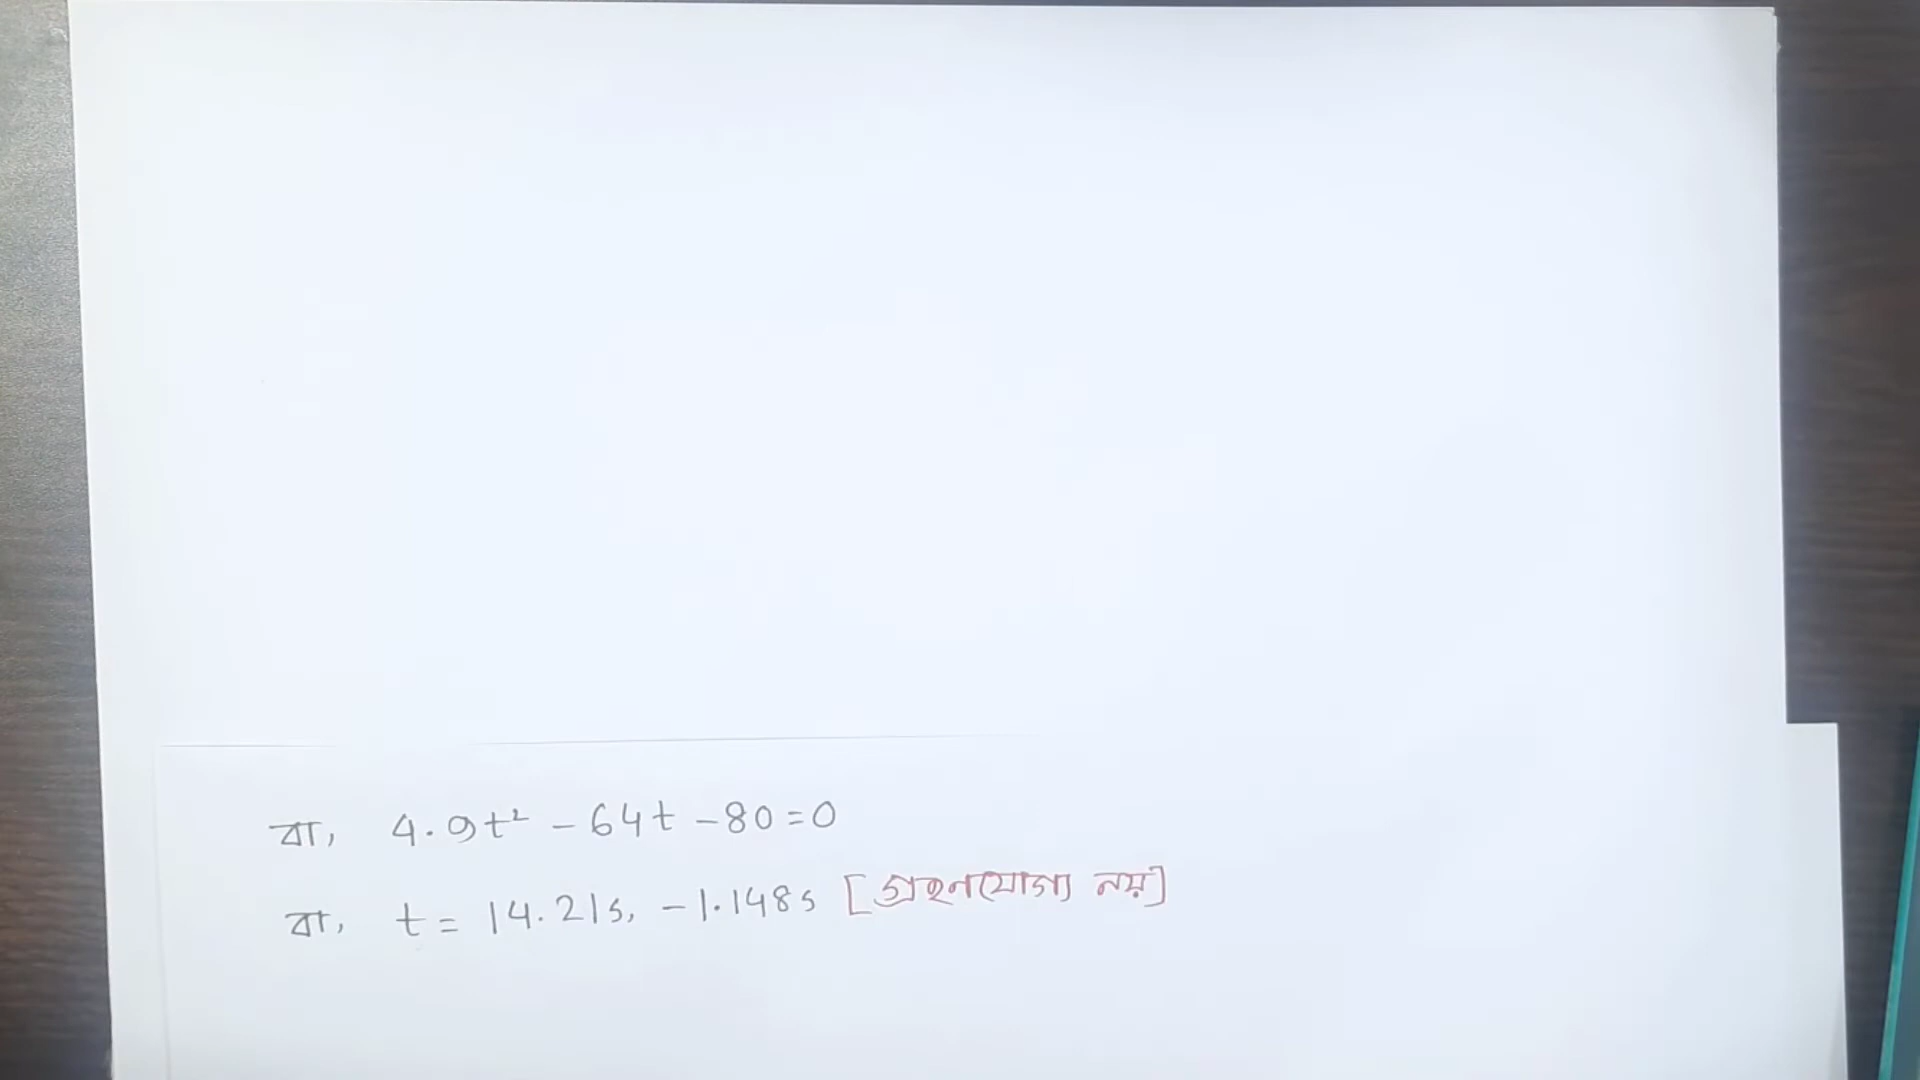 বা, 4.9t² - 64t - 80 = 0
বা, t = 14.21s, -1.148s [গ্রহনযোগ্য নয়]